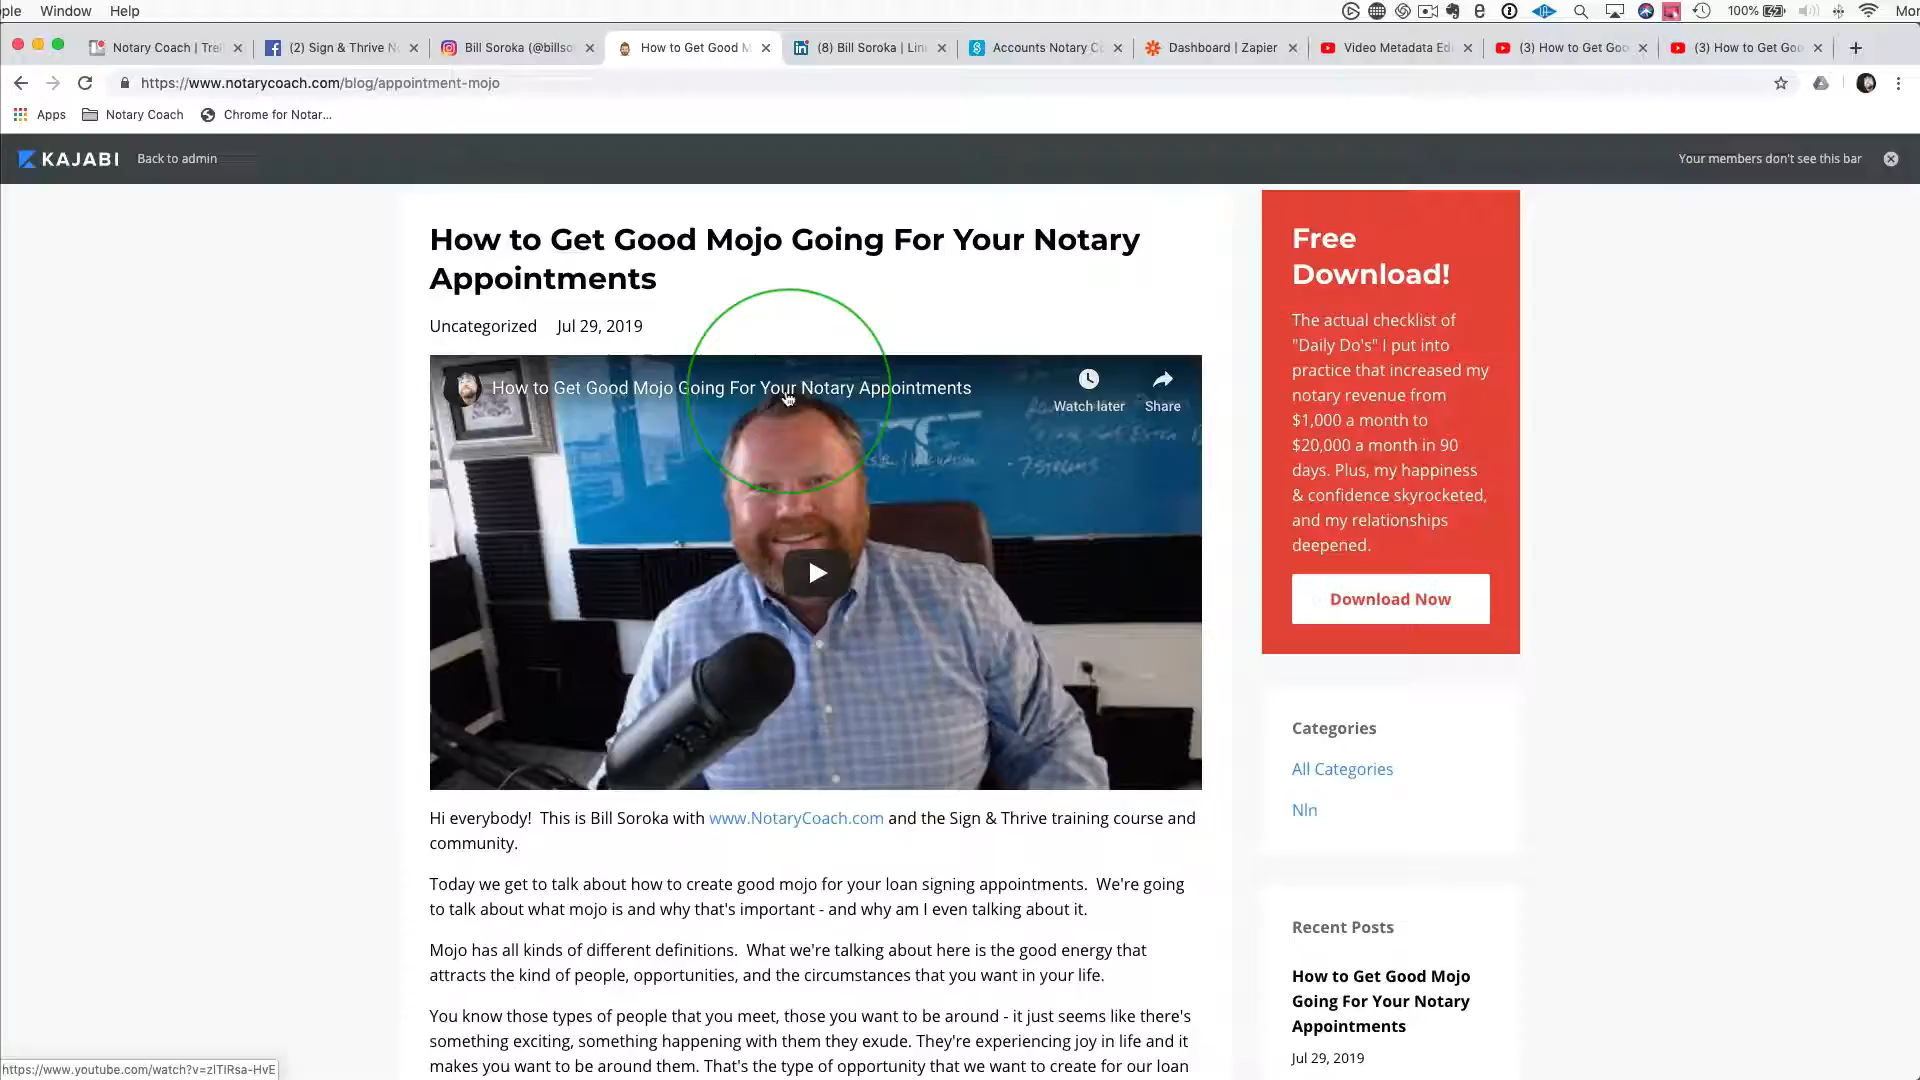 ple Window Help
100%
Mon
Notary Coach | Trai
(2) Sign & Thrive N
Bill Soroka (@billso
How to Get Good M
(8) Bill Soroka | Lin
Accounts Notary C
Dashboard | Zapier
Video Metadata Ed
(3) How to Get Goo
(3) How to Get Goo
https://www.notarycoach.com/blog/appointment-mojo
Apps
Notary Coach
Chrome for Notar...
KAJABI
Back to admin
Your members don't see this bar
How to Get Good Mojo Going For Your Notary
Appointments
Uncategorized Jul 29, 2019
How to Get Good Mojo Going For Your Notary Appointments
Watch later
Share
Hi everybody! This is Bill Soroka with www.NotaryCoach.com and the Sign & Thrive training course and
community.
Today we get to talk about how to create good mojo for your loan signing appointments. We're going
to talk about what mojo is and why that's important - and why am I even talking about it.
Mojo has all kinds of different definitions. What we're talking about here is the good energy that
attracts the kind of people, opportunities, and the circumstances that you want in your life.
You know those types of people that you meet, those you want to be around - it just seems like there's
something exciting, something happening with them they exude. They're experiencing joy in life and it
makes you want to be around them. That's the type of opportunity that we want to create for our loan
Free
Download!
The actual checklist of
"Daily Do's" I put into
practice that increased my
notary revenue from
$1,000 a month to
$20,000 a month in 90
days. Plus, my happiness
& confidence skyrocketed,
and my relationships
deepened.
Download Now
Categories
All Categories
Nln
Recent Posts
How to Get Good Mojo
Going For Your Notary
Appointments
Jul 29, 2019
https://www.youtube.com/watch?v=zlTlRsa-HvE